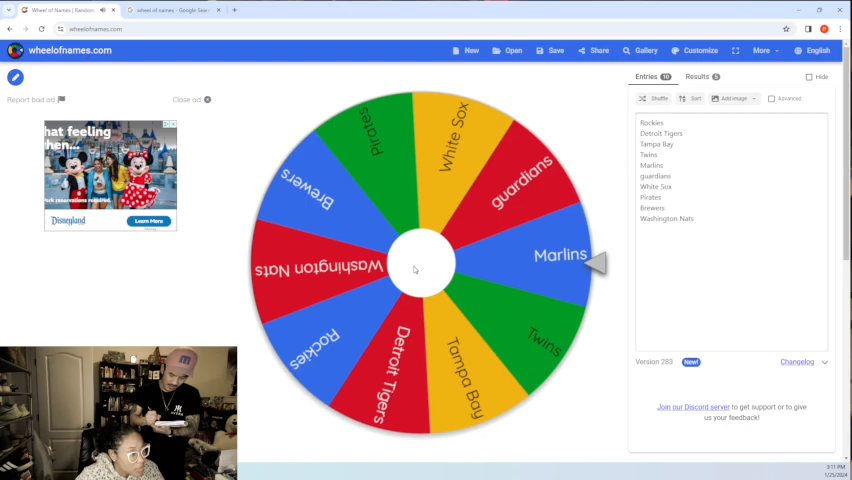 Wheel of Names | Random
wheel of names - Google Sear
wheelofnames.com
wheelofnames.com
New
Open
Save
Share
Gallery
Customize
More
English
Report bad ad
Close ad
hat feeling
hen...
Disneyland
Learn More
Entries 10
Results 5
Hide
Shuffle
Sort
Add image
Advanced
Rockies
Detroit Tigers
Tampa Bay
Twins
Marlins
guardians
White Sox
Pirates
Brewers
Washington Nats
Pirates
White Sox
guardians
Marlins
Twins
Tampa Bay
Detroit Tigers
Rockies
Washington Nats
Brewers
Version 283
New!
Changelog
Join our Discord server to get support or to give
us your feedback!
3:11 PM
1/25/2024